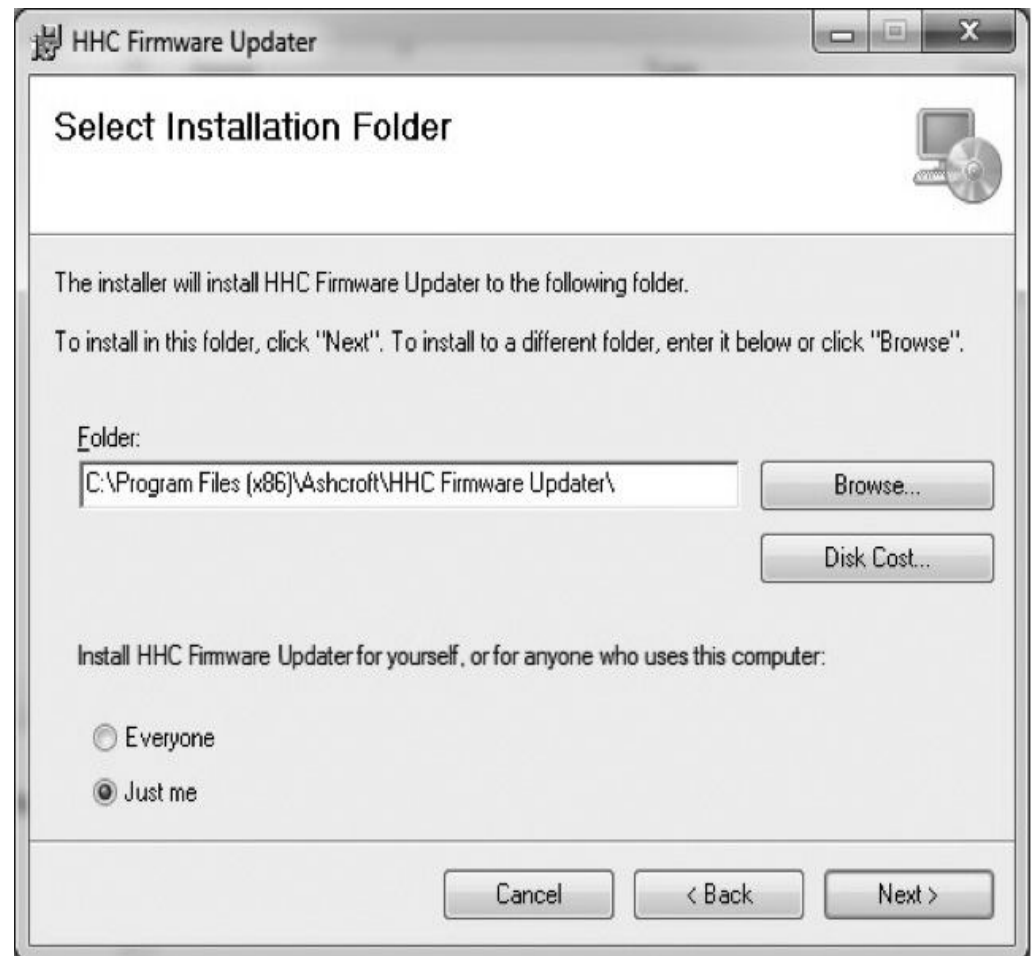 HHC Firmware Updater
Select Installation Folder
The installer will install HHC Firmware Updater to the following folder.
To install in this folder, click "Next". To install to a different folder, enter it below or click "Browse".
Folder:
C:\Program Files (x86)\Ashcroft\HHC Firmware Updater\
Browse...
Disk Cost...
Install HHC Firmware Updater for yourself, or for anyone who uses this computer:
Everyone
Just me
Cancel
< Back
Next >